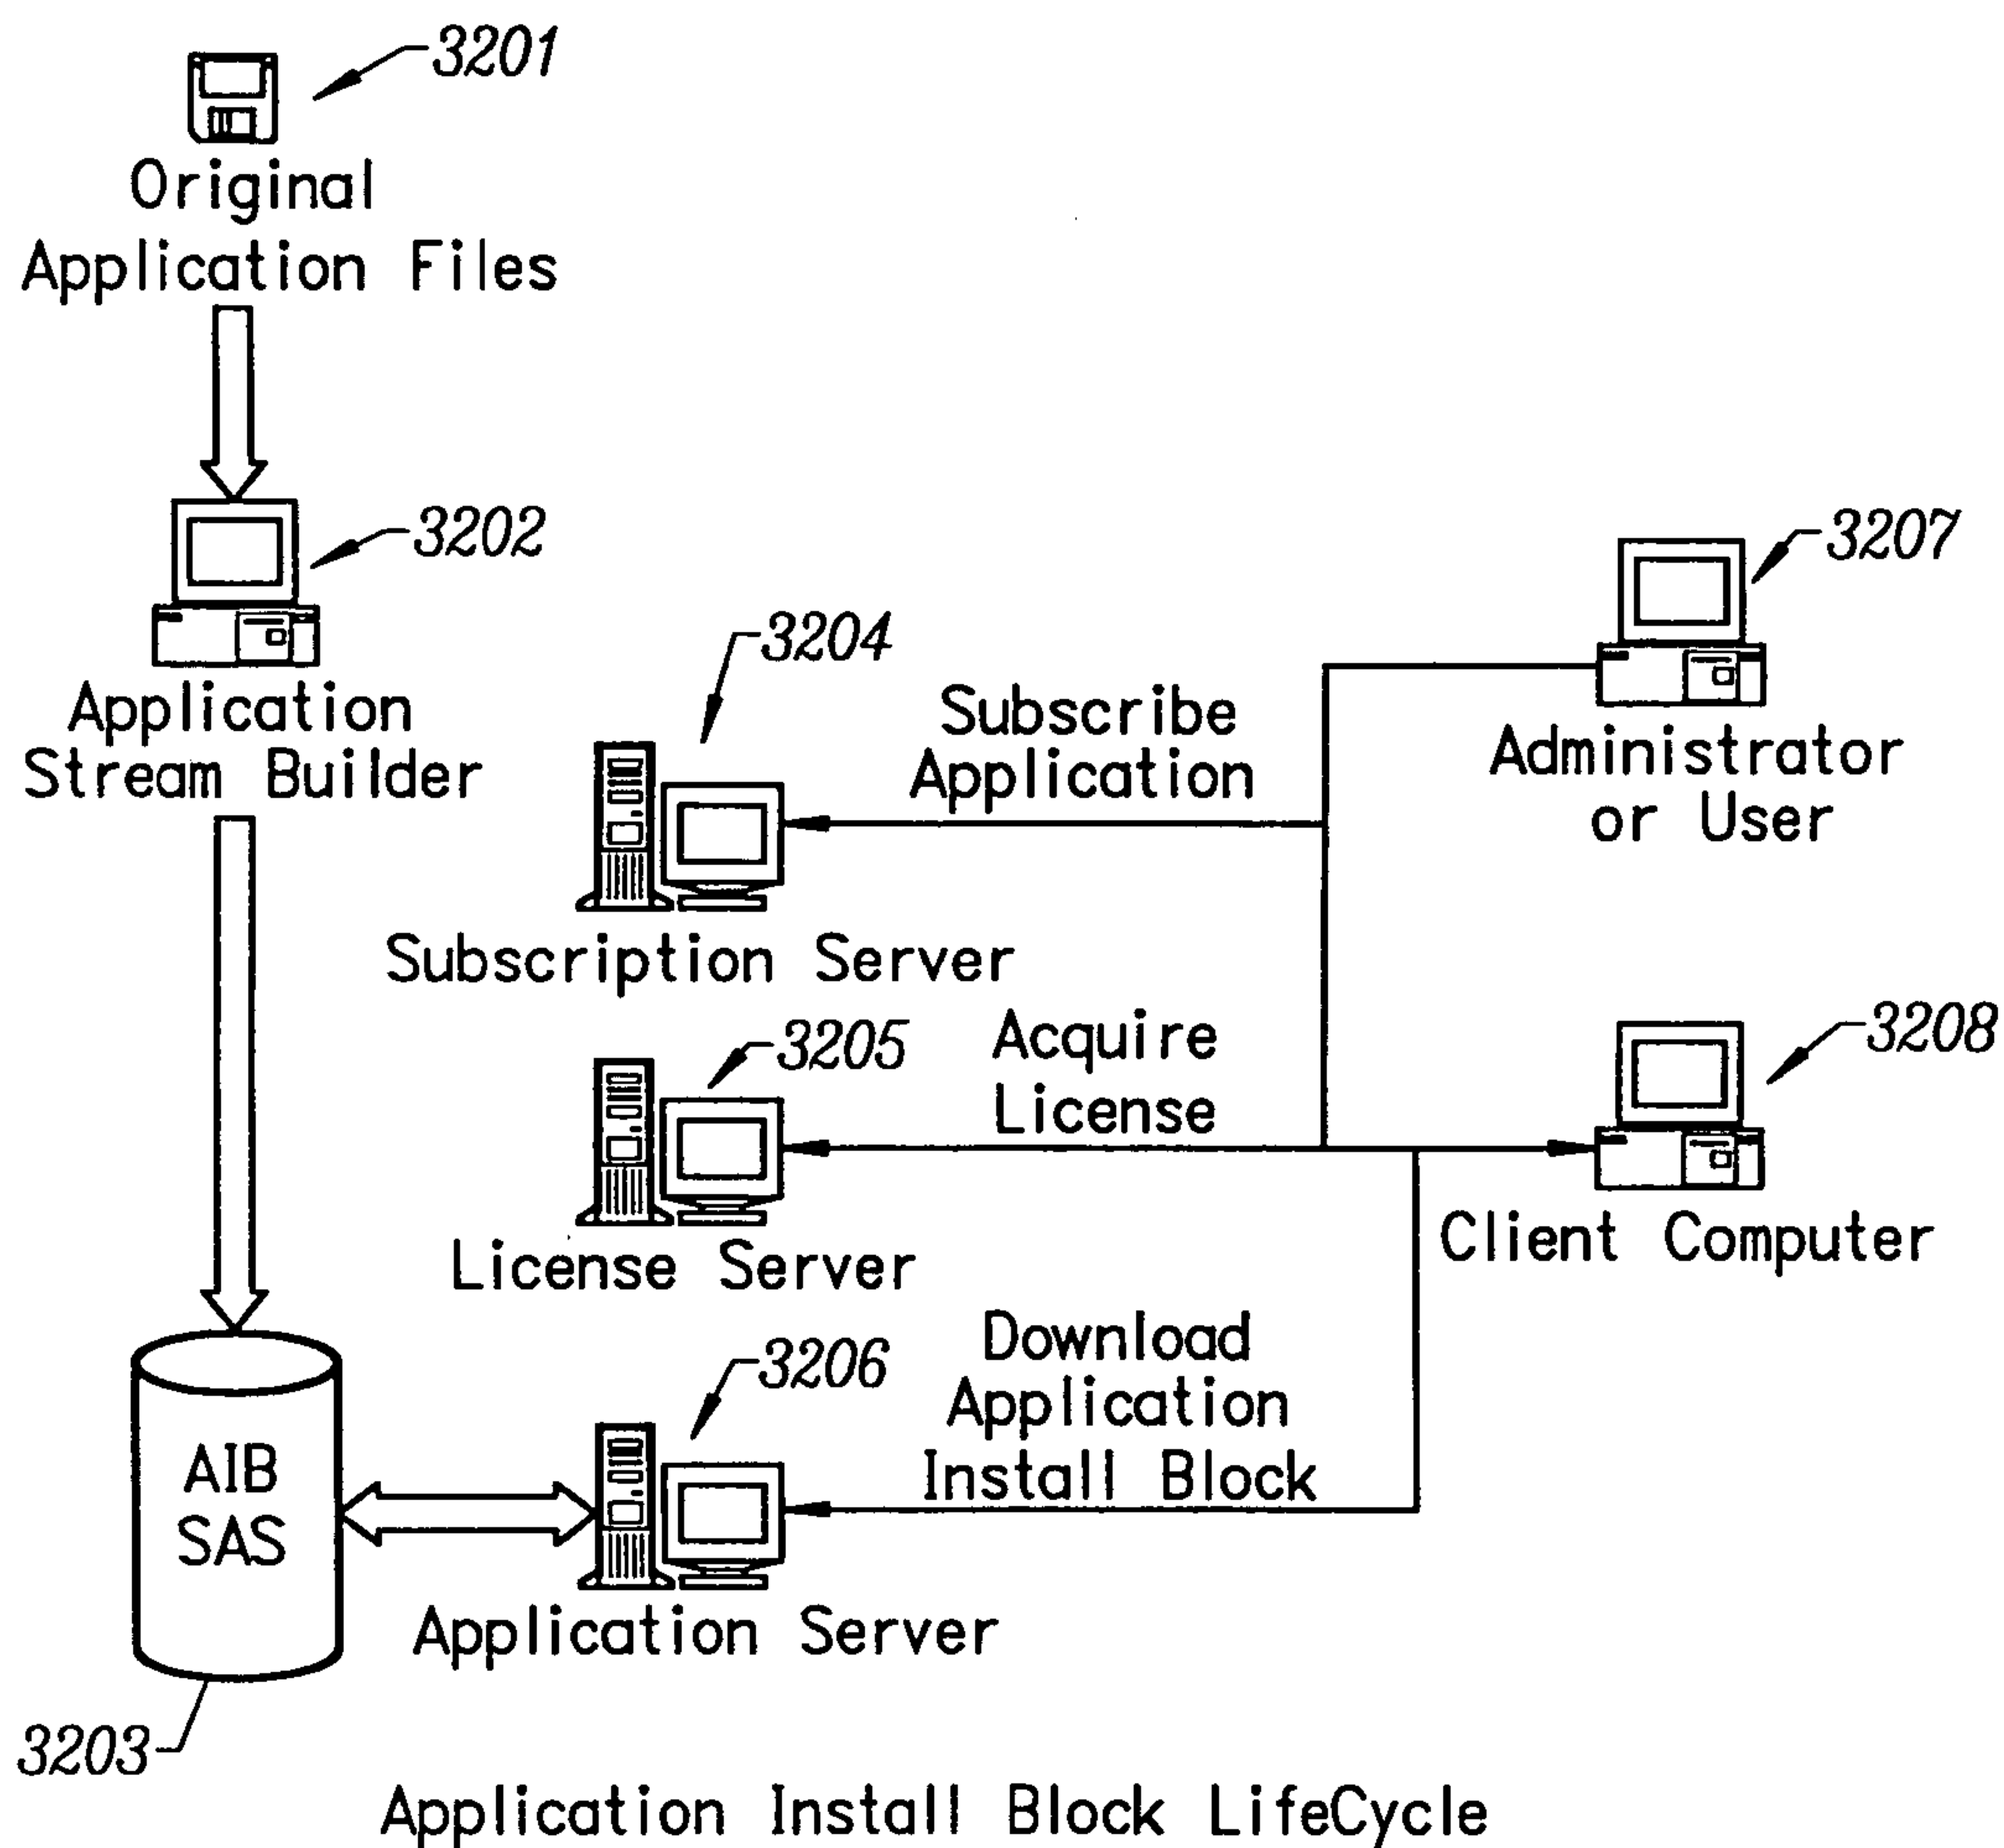 3201
Original
Application Files
3202
Application
Stream Builder
3204
Subscribe
Application
3207
Administrator
or User
Subscription Server
3205
Acquire
License
3208
License Server
Client Computer
3206
Download
Application
Install Block
AIB
SAS
Application Server
3203
Application Install Block LifeCycle